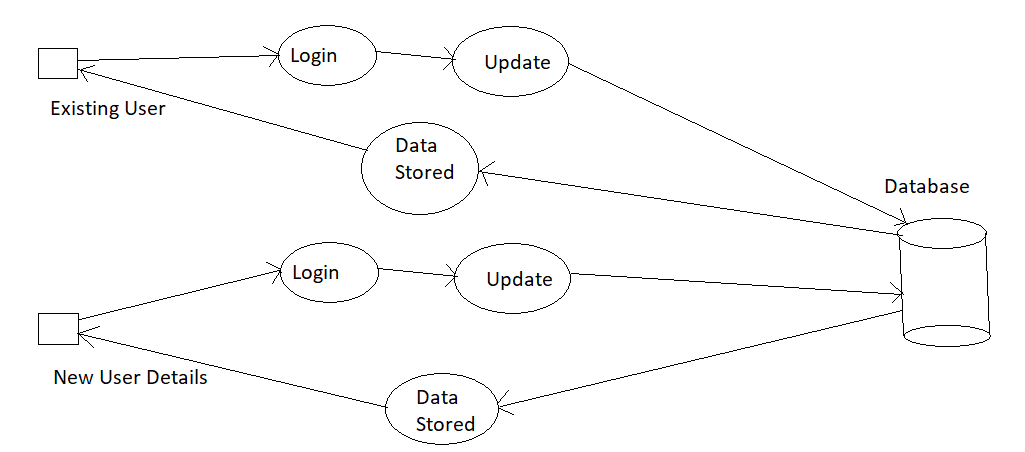 Login
Update
Existing User
Data
Stored
Database
Login
Update
New User Details
Data
Stored